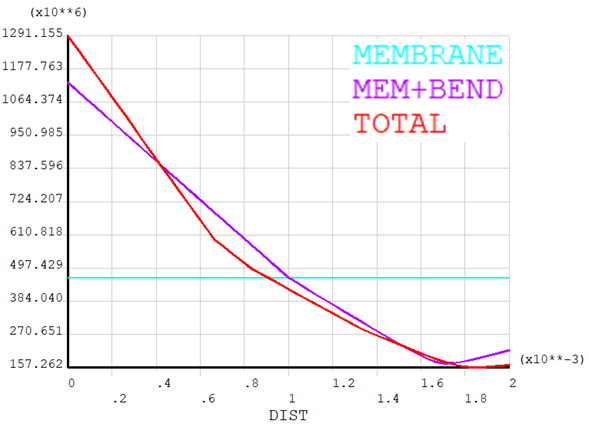 (x10**6)
1291.155
1177.763
1064.374
950.985
837.596
724.207
610.818
497.429
384.040
270.651
157.262
MEMBRANE
MEM+BEND
TOTAL
(x10**-3)
0 .4 .8 1.2 1.6 2
.2 .6 1 1.4 1.8
DIST